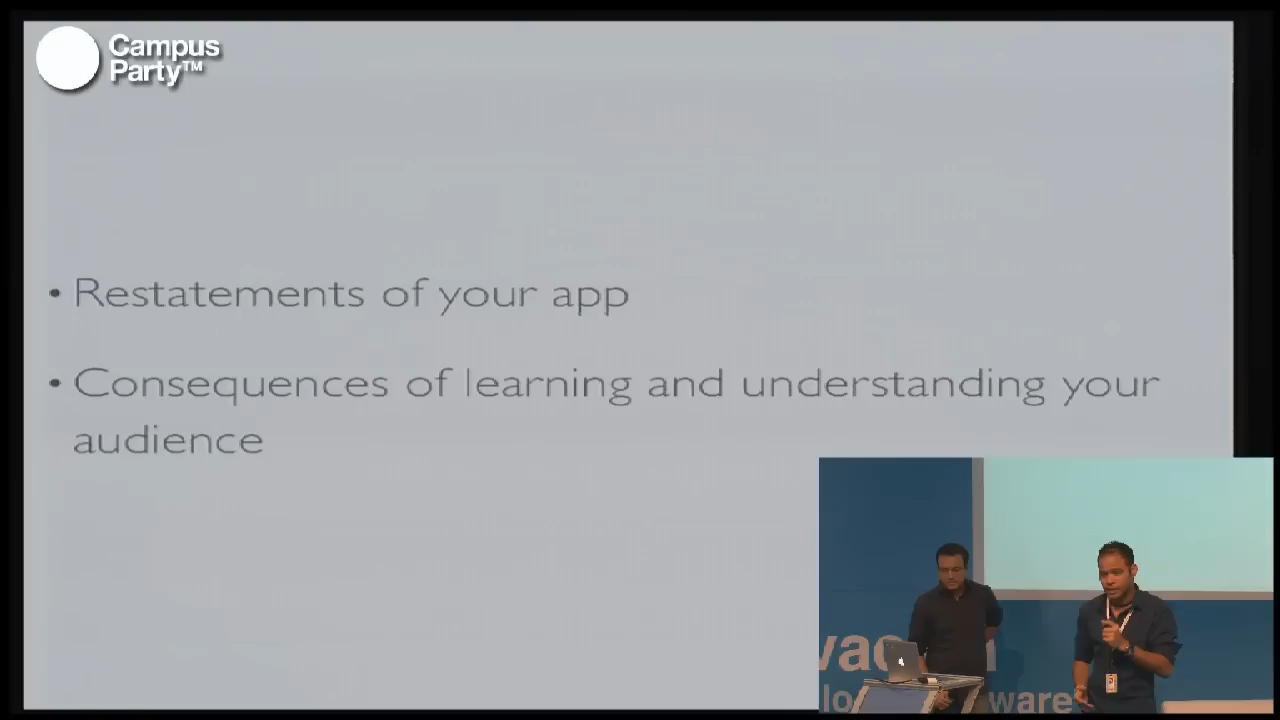 Campus
Party™
• Restatements of your app
• Consequences of learning and understanding your
audience